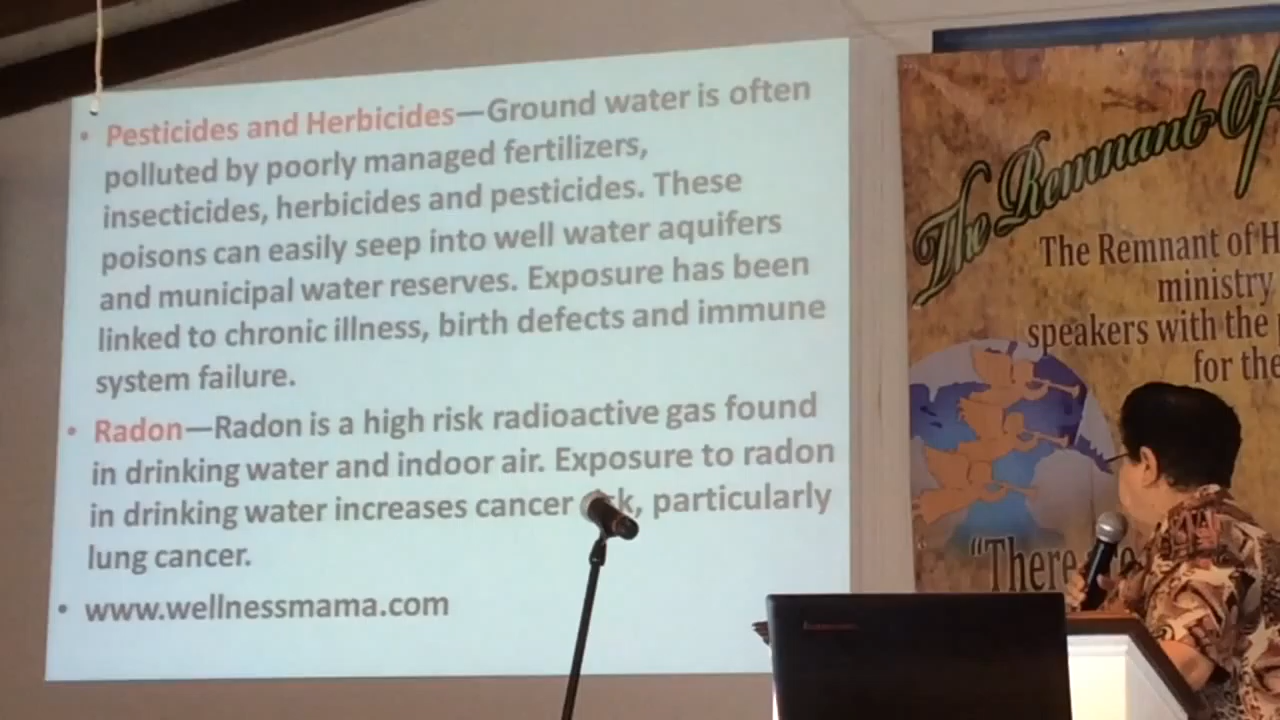 • Pesticides and Herbicides—Ground water is often
polluted by poorly managed fertilizers,
insecticides, herbicides and pesticides. These
poisons can easily seep into well water aquifers
and municipal water reserves. Exposure has been
linked to chronic illness, birth defects and immune
system failure.
• Radon—Radon is a high risk radioactive gas found
in drinking water and indoor air. Exposure to radon
in drinking water increases cancer particularly
lung cancer.
• www.wellnessmama.com
The Remnant Of
The Remnant of H
ministry
speakers with the
for the
“There